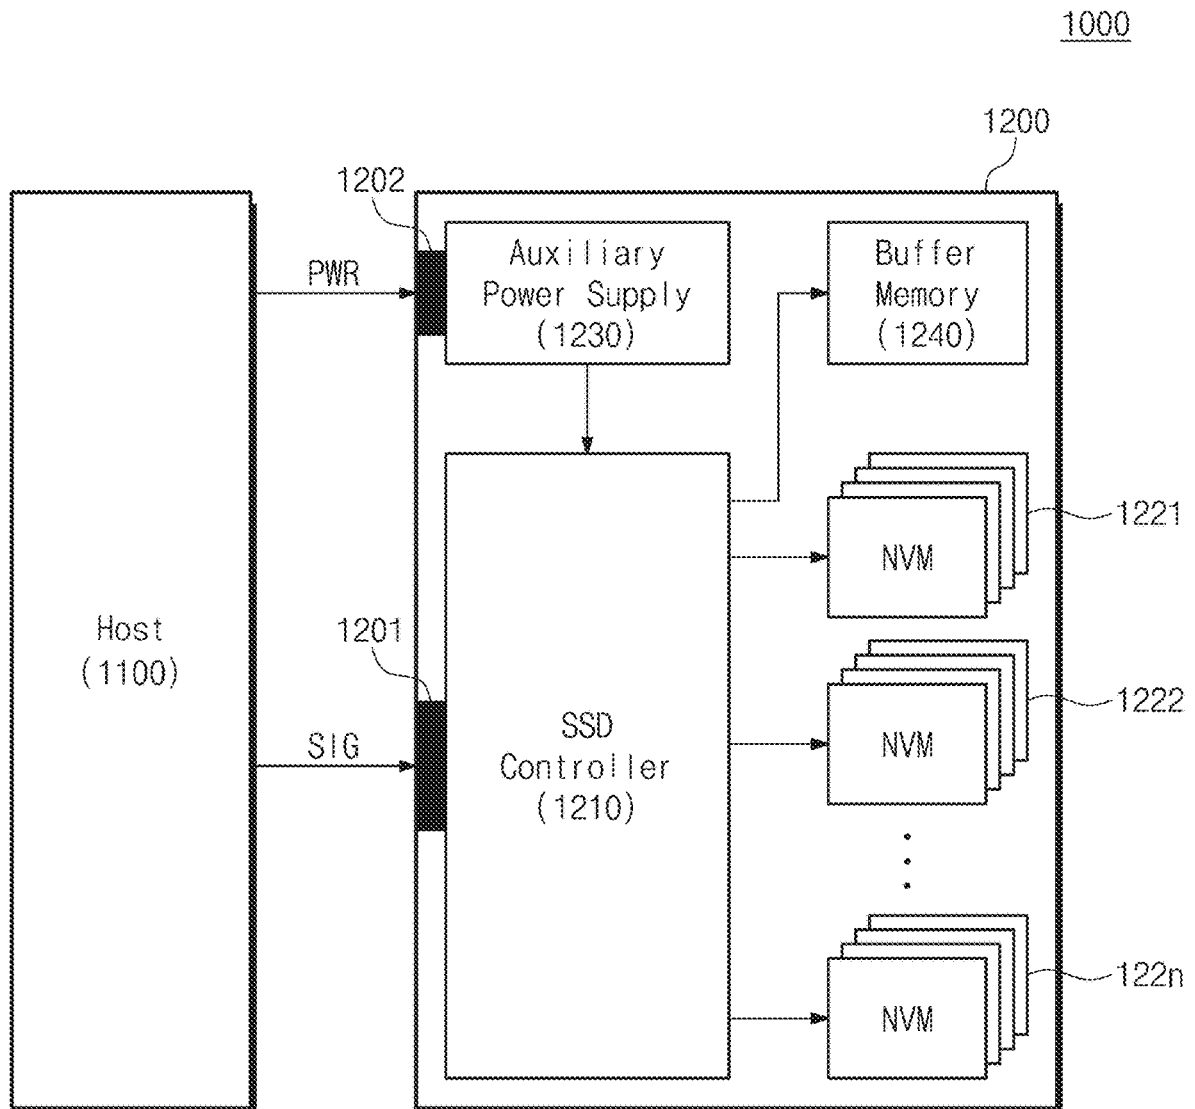 1000
1200
1202
PWR
Auxiliary
Power Supply
(1230)
Buffer
Memory
(1240)
1221
NVM
Host
(1100)
1201
SIG
SSD
Controller
(1210)
1222
NVM
122n
NVM